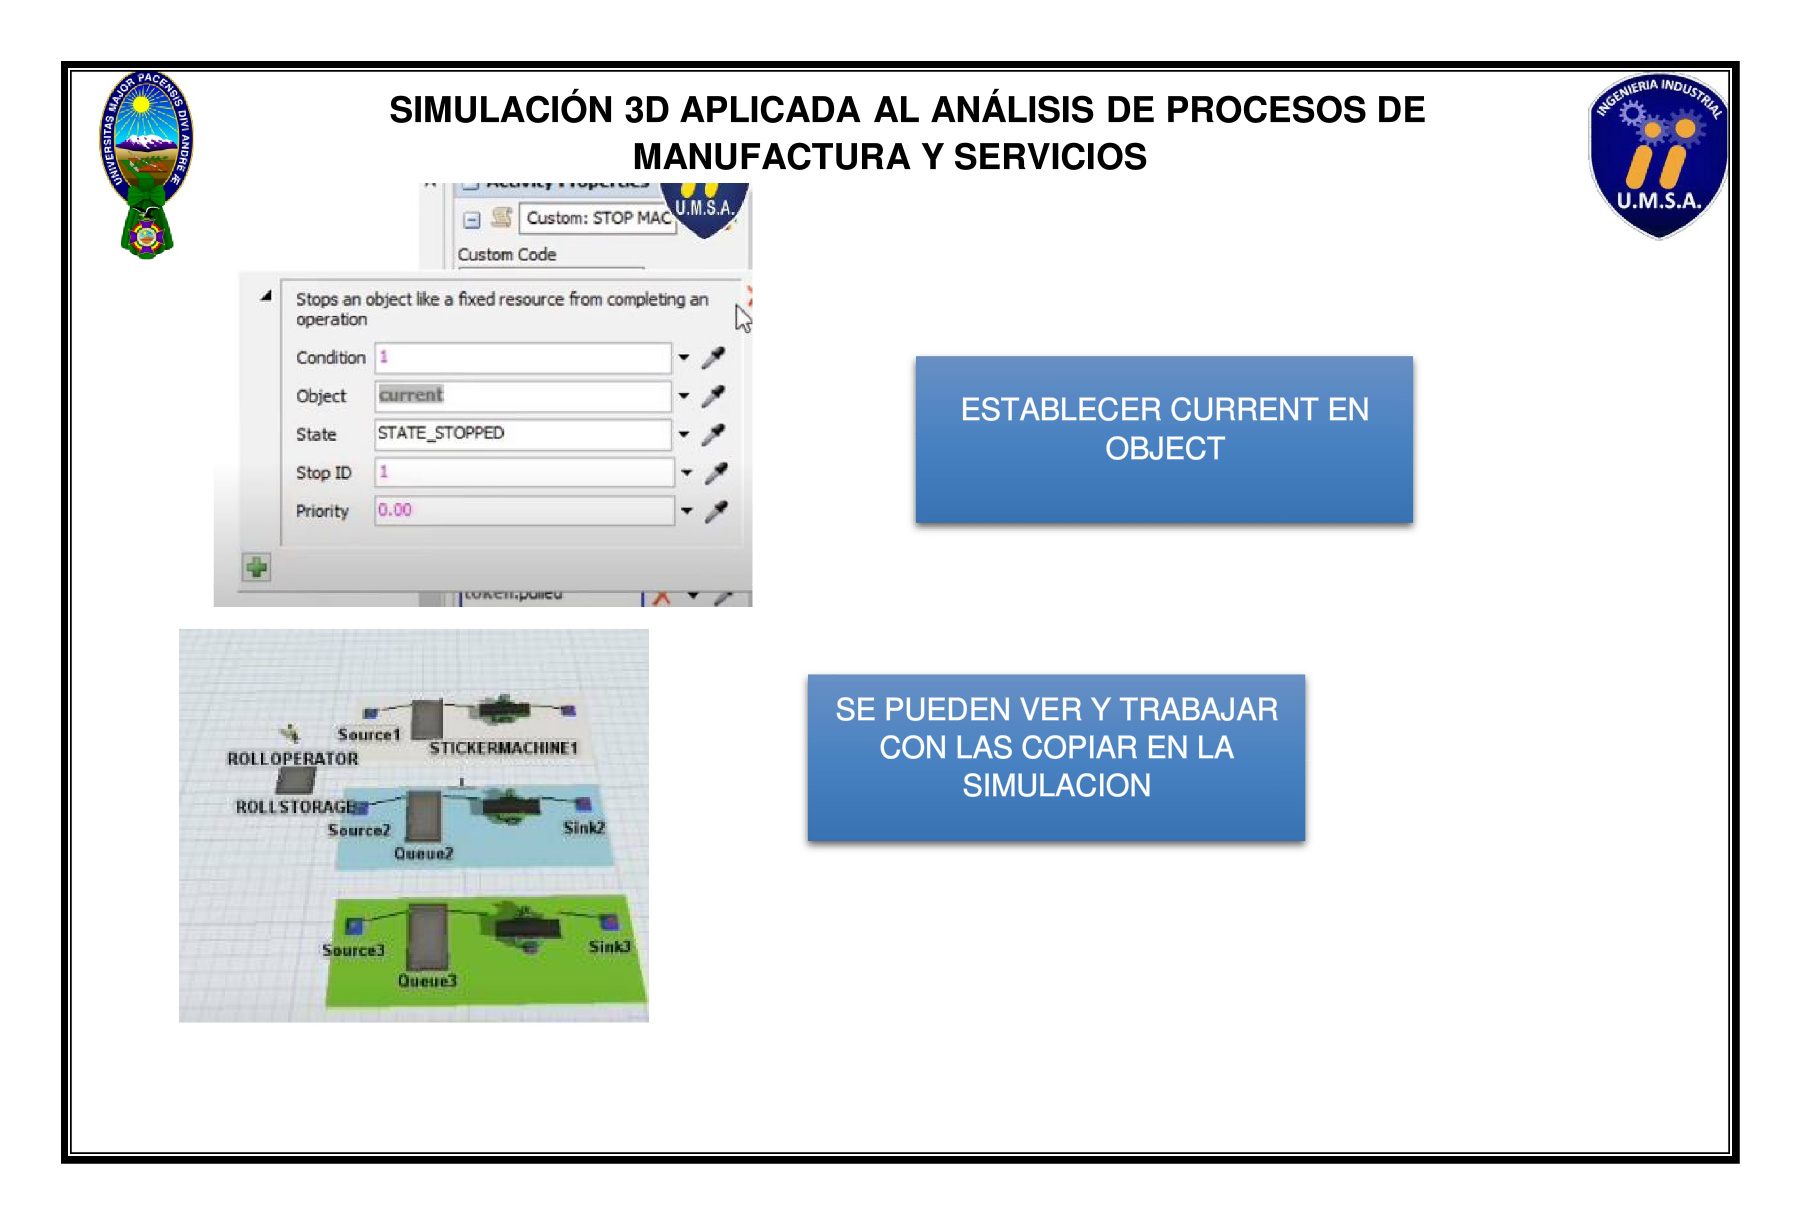 UNIVERSITAS MAJOR PACENSIS DIVI ANDRE Æ
SIMULACIÓN 3D APLICADA AL ANÁLISIS DE PROCESOS DE
MANUFACTURA Y SERVICIOS
INGENIERIA INDUSTRIAL
U.M.S.A.
Activity Properties
U.M.S.A.
Custom: STOP MAC
Custom Code
Stops an object like a fixed resource from completing an
operation
Condition 1
Object current
State STATE_STOPPED
Stop ID 1
Priority 0.00
token.pulled
ESTABLECER CURRENT EN
OBJECT
Source1
STICKERMACHINE1
ROLLOPERATOR
ROLLSTORAGE
Source2
Sink2
Queue2
Source3
Sink3
Queue3
SE PUEDEN VER Y TRABAJAR
CON LAS COPIAR EN LA
SIMULACION